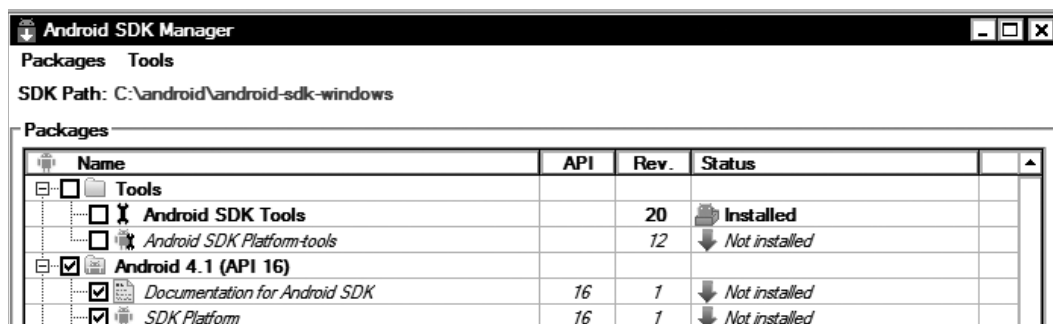 Android SDK Manager
Packages Tools
SDK Path: C:\android\android-sdk-windows
Packages
Name API Rev. Status
Tools
Android SDK Tools 20 Installed
Android SDK Platform-tools 12 Not installed
Android 4.1 (API 16)
Documentation for Android SDK 16 1 Not installed
SDK Platform 16 1 Not installed